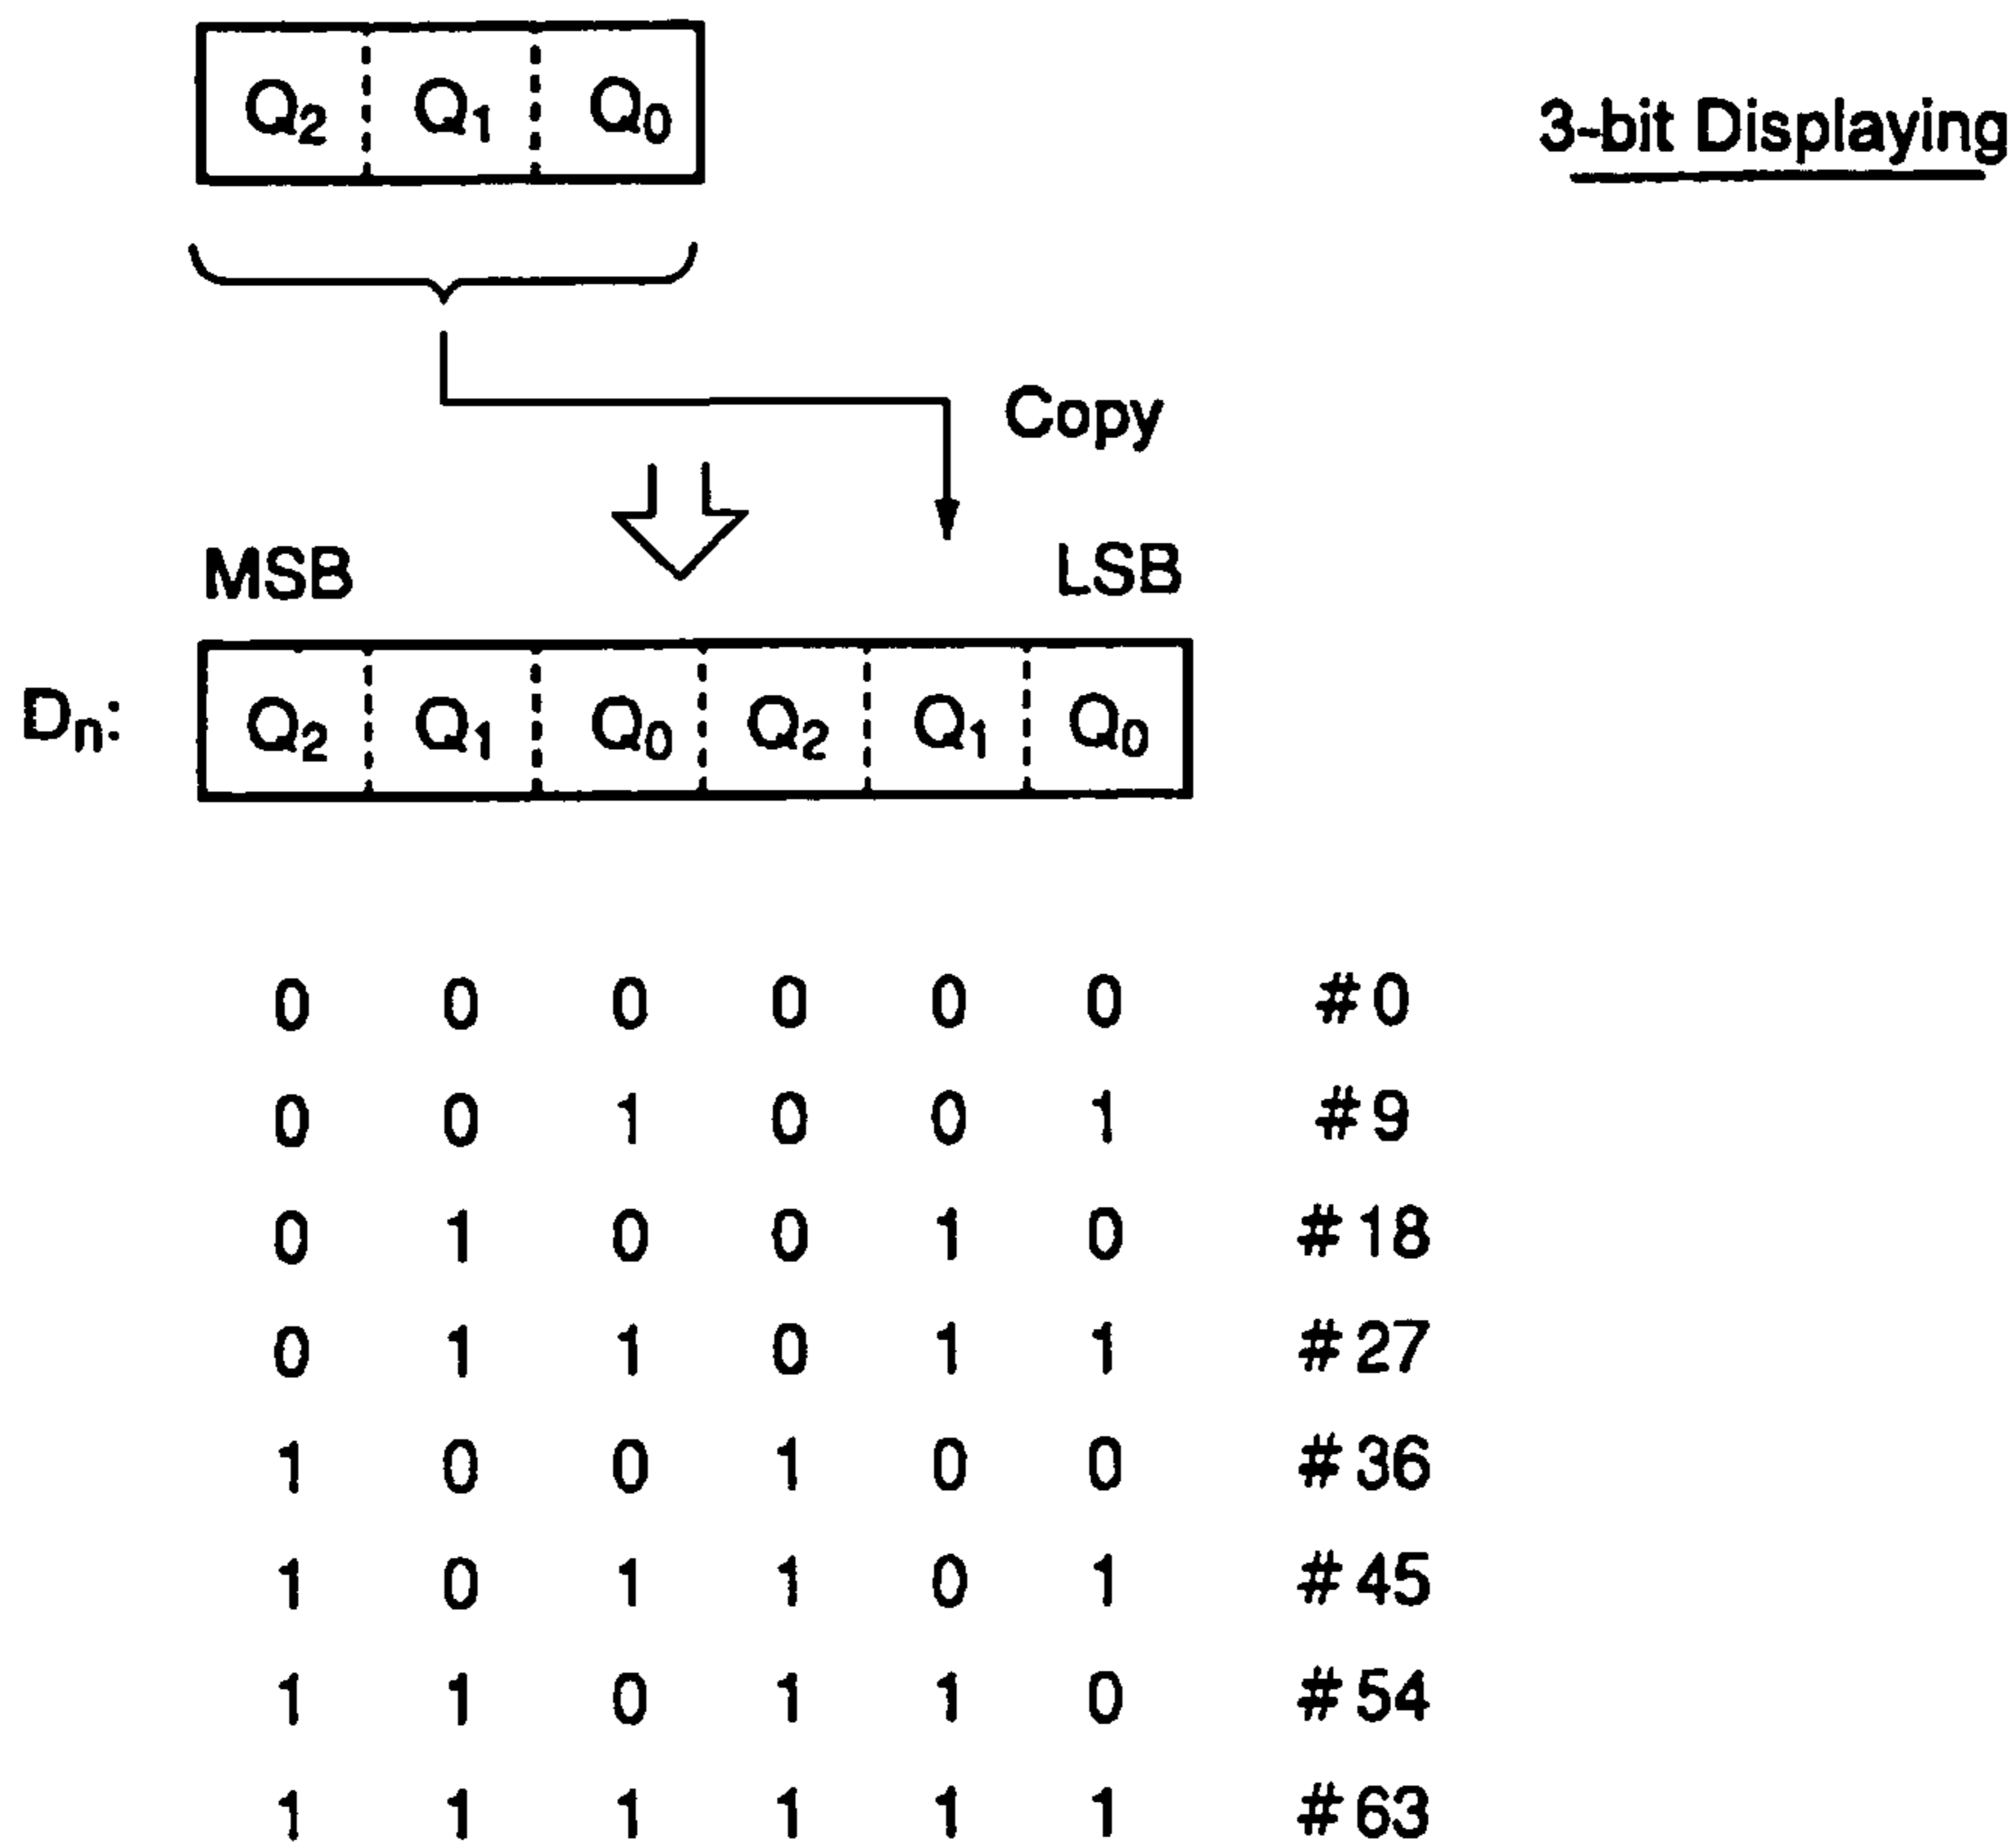 Q2 Q1 Q0
3-bit Displaying
Copy
MSB LSB
Dn: Q2 Q1 Q0 Q2 Q1 Q0
0 0 0 0 0 0 #0
0 0 1 0 0 1 #9
0 1 0 0 1 0 #18
0 1 1 0 1 1 #27
1 0 0 1 0 0 #36
1 0 1 1 0 1 #45
1 1 0 1 1 0 #54
1 1 1 1 1 1 #63